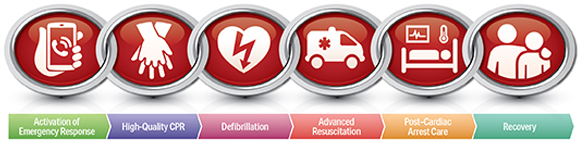 Activation of
Emergency Response
High-Quality CPR
Defibrillation
Advanced
Resuscitation
Post-Cardiac
Arrest Care
Recovery